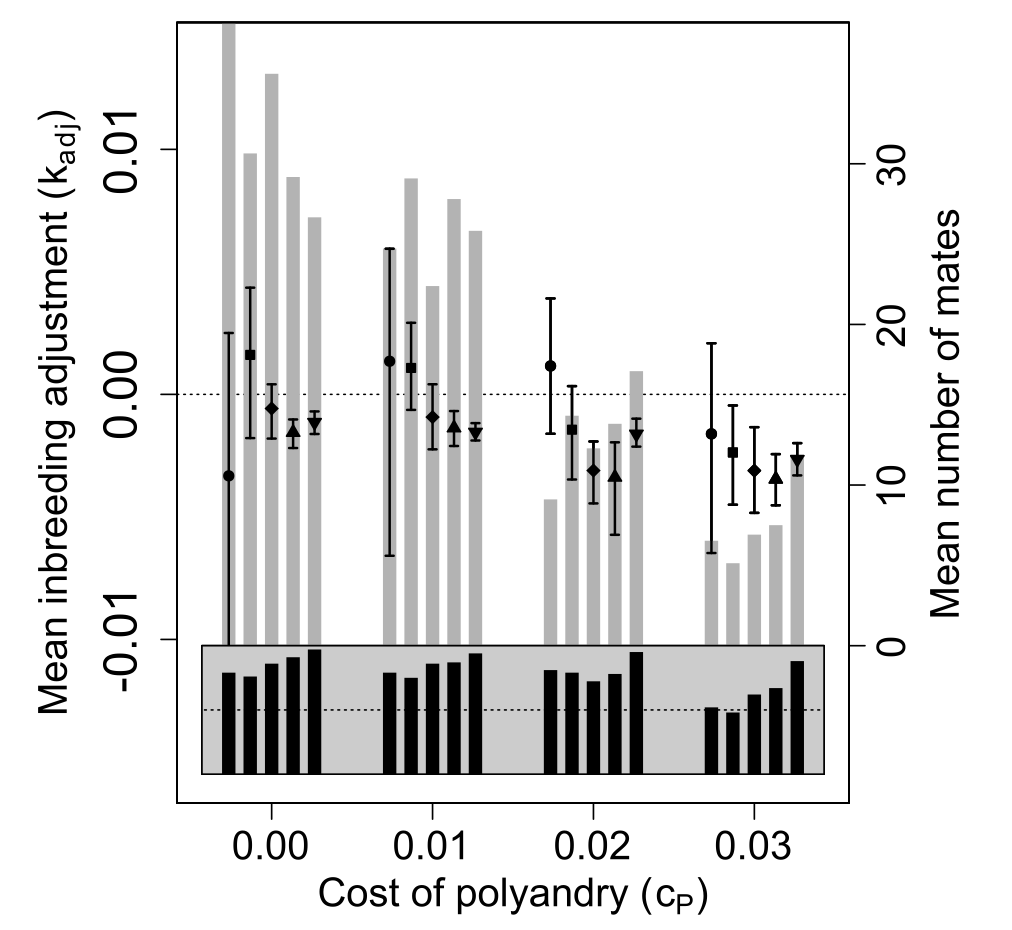 Mean inbreeding adjustment (kadj)
0.01
0.00
-0.01
30
20
10
0
Mean number of mates
0.00 0.01 0.02 0.03
Cost of polyandry (cP)